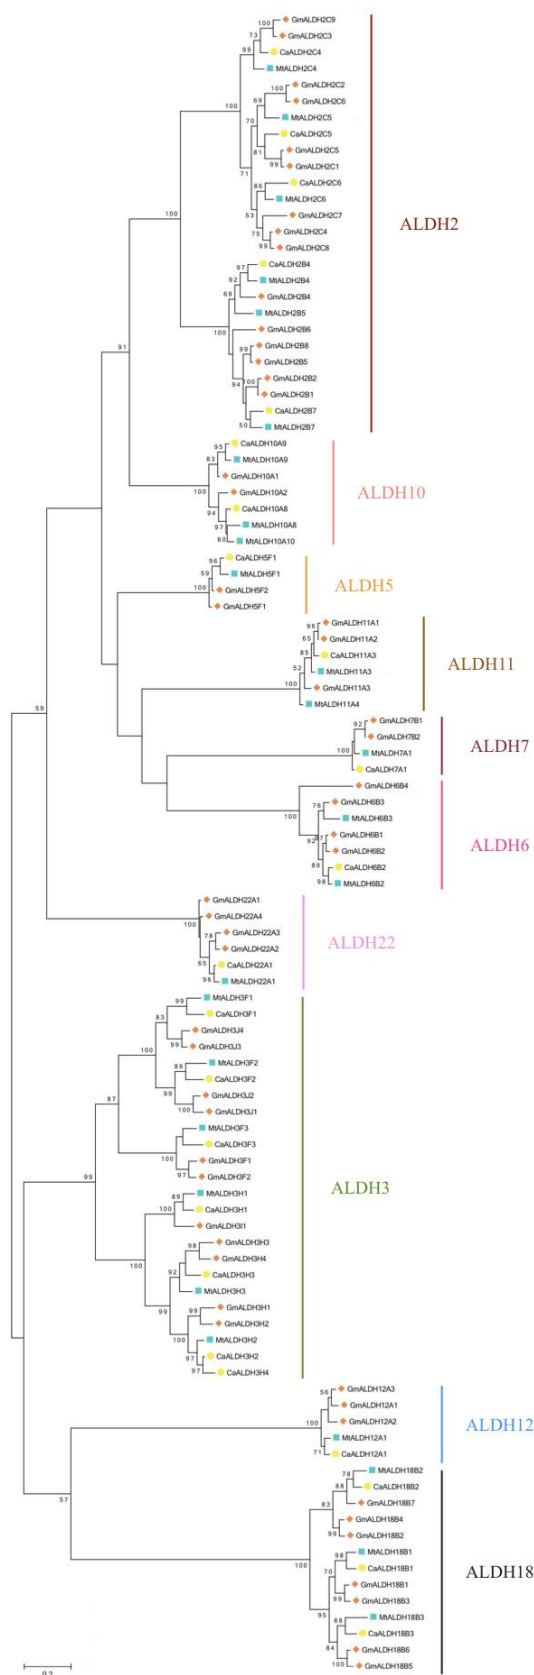 100
GmALDH2C9
73
GmALDH2C3
99
CaALDH2C4
MtALDH2C4
100
GmALDH2C2
69
GmALDH2C6
100
70
MtALDH2C5
CaALDH2C5
81
GmALDH2C5
99
GmALDH2C1
71
86
CaALDH2C6
MtALDH2C6
100
53
GmALDH2C7
ALDH2
75
GmALDH2C4
99
GmALDH2C8
97
CaALDH2B4
92
MtALDH2B4
69
GmALDH2B4
MtALDH2B5
100
GmALDH2B6
91
99
GmALDH2B8
GmALDH2B5
94
100
GmALDH2B2
GmALDH2B1
CaALDH2B7
50
MtALDH2B7
95
CaALDH10A9
83
MtALDH10A9
GmALDH10A1
100
GmALDH10A2
ALDH10
94
CaALDH10A8
97
MtALDH10A8
60
MtALDH10A10
96
CaALDH5F1
59
MtALDH5F1
100
GmALDH5F2
ALDH5
GmALDH5F1
96
GmALDH11A1
65
GmALDH11A2
85
CaALDH11A3
52
MtALDH11A3
ALDH11
100
GmALDH11A3
MtALDH11A4
59
92
GmALDH7B1
GmALDH7B2
ALDH7
100
MtALDH7A1
CaALDH7A1
GmALDH6B4
76
GmALDH6B3
100
MtALDH6B3
GmALDH6B1
92
87
GmALDH6B2
ALDH6
89
CaALDH6B2
98
MtALDH6B2
GmALDH22A1
100
GmALDH22A4
78
GmALDH22A3
GmALDH22A2
ALDH22
65
CaALDH22A1
96
MtALDH22A1
99
MtALDH3F1
83
CaALDH3F1
GmALDH3J4
99
GmALDH3J3
100
89
MtALDH3F2
CaALDH3F2
99
GmALDH3J2
87
100
GmALDH3J1
MtALDH3F3
CaALDH3F3
100
GmALDH3F1
97
GmALDH3F2
99
ALDH3
89
MtALDH3H1
100
CaALDH3H1
GmALDH3I1
98
GmALDH3H3
100
92
GmALDH3H4
CaALDH3H3
99
MtALDH3H3
99
GmALDH3H1
GmALDH3H2
100
MtALDH3H2
97
CaALDH3H2
97
CaALDH3H4
56
GmALDH12A3
GmALDH12A1
100
GmALDH12A2
ALDH12
MtALDH12A1
71
CaALDH12A1
78
MtALDH18B2
88
CaALDH18B2
57
83
GmALDH18B7
GmALDH18B4
99
GmALDH18B2
98
MtALDH18B1
100
70
CaALDH18B1
ALDH18
GmALDH18B1
99
GmALDH18B3
95
88
MtALDH18B3
CaALDH18B3
84
GmALDH18B6
100
GmALDH18B5
0.2